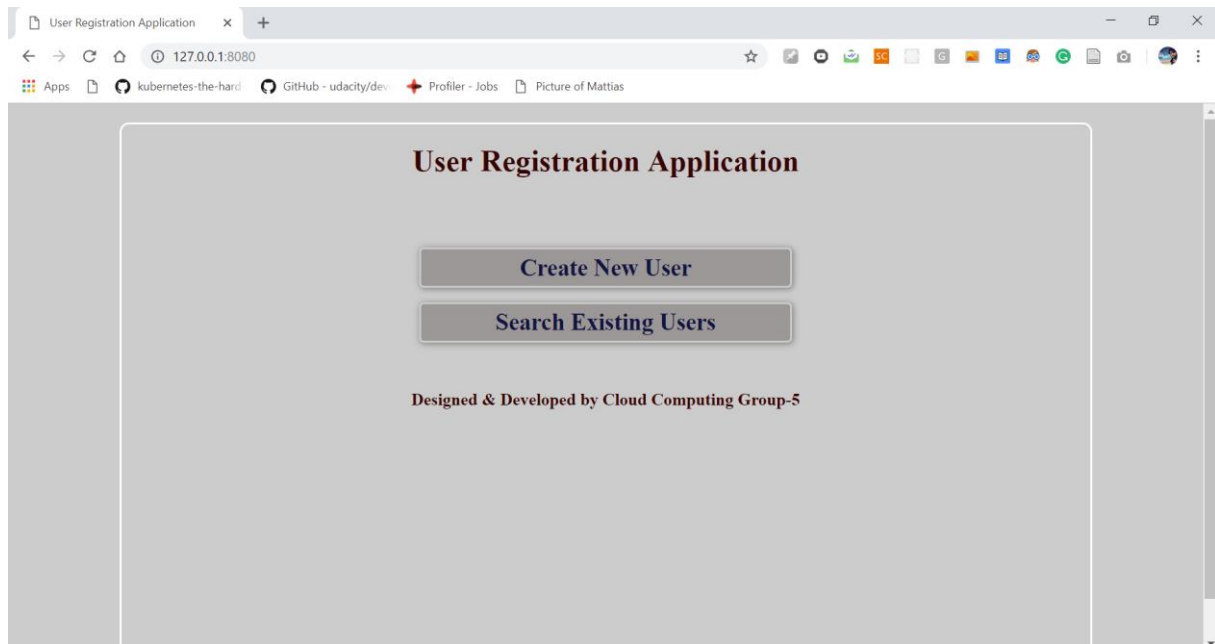 User Registration Application
127.0.0.1:8080
SC
G
G
Apps
kubernetes-the-hard
GitHub - udacity/dev
Profiler - Jobs
Picture of Mattias
User Registration Application
Create New User
Search Existing Users
Designed & Developed by Cloud Computing Group-5